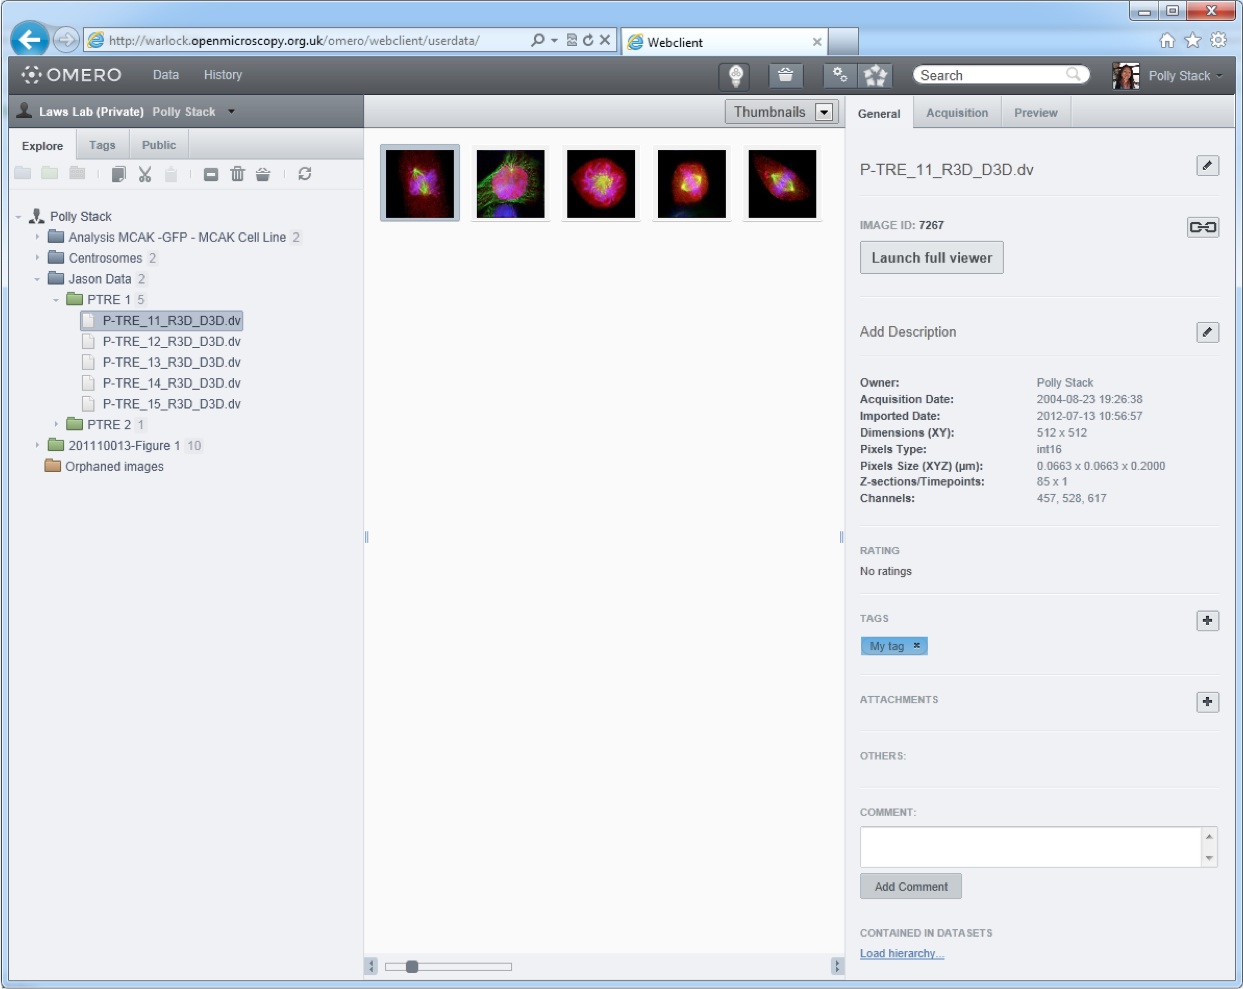 http://warlock.openmicroscopy.org.uk/omero/webclient/userdata/
Webclient
OMERO
Data
History
Search
Polly Stack
Laws Lab (Private) Polly Stack
Thumbnails
General
Acquisition
Preview
Explore
Tags
Public
P-TRE_11_R3D_D3D.dv
Polly Stack
Analysis MCAK -GFP - MCAK Cell Line 2
Centrosomes 2
Jason Data 2
PTRE 1 5
P-TRE_11_R3D_D3D.dv
P-TRE_12_R3D_D3D.dv
P-TRE_13_R3D_D3D.dv
P-TRE_14_R3D_D3D.dv
P-TRE_15_R3D_D3D.dv
PTRE 2 1
201110013-Figure 1 10
Orphaned images
IMAGE ID: 7267
Launch full viewer
Add Description
Owner: Polly Stack
Acquisition Date: 2004-08-23 19:26:38
Imported Date: 2012-07-13 10:56:57
Dimensions (XY): 512 x 512
Pixels Type: int16
Pixels Size (XYZ) (µm): 0.0663 x 0.0663 x 0.2000
Z-sections/Timepoints: 85 x 1
Channels: 457, 528, 617
RATING
No ratings
TAGS
My tag
ATTACHMENTS
OTHERS:
COMMENT:
Add Comment
CONTAINED IN DATASETS
Load hierarchy...